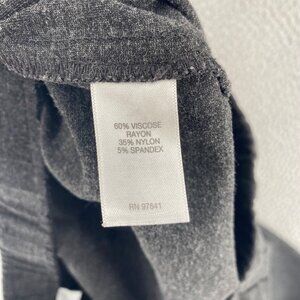 60% VISCOSE
RAYON
35% NYLON
5% SPANDEX
RN 97841